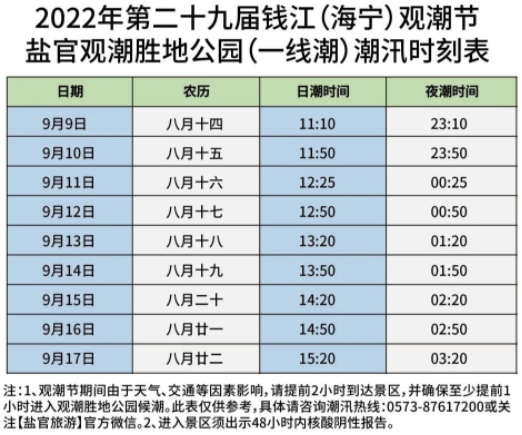 2022年第二十九届钱江（海宁）观潮节
盐官观潮胜地公园（一线潮）潮汛时刻表
日期 农历 日潮时间 夜潮时间
9月9日 八月十四 11:10 23:10
9月10日 八月十五 11:50 23:50
9月11日 八月十六 12:25 00:25
9月12日 八月十七 12:50 00:50
9月13日 八月十八 13:20 01:20
9月14日 八月十九 13:50 01:50
9月15日 八月二十 14:20 02:20
9月16日 八月廿一 14:50 02:50
9月17日 八月廿二 15:20 03:20
注：1、观潮节期间由于天气、交通等因素影响，请提前2小时到达景区，并确保至少提前1
小时进入观潮胜地公园候潮。此表仅供参考，具体请咨询潮汛热线：0573-87617200或关
注【盐官旅游】官方微信。2、进入景区须出示48小时内核酸阴性报告。